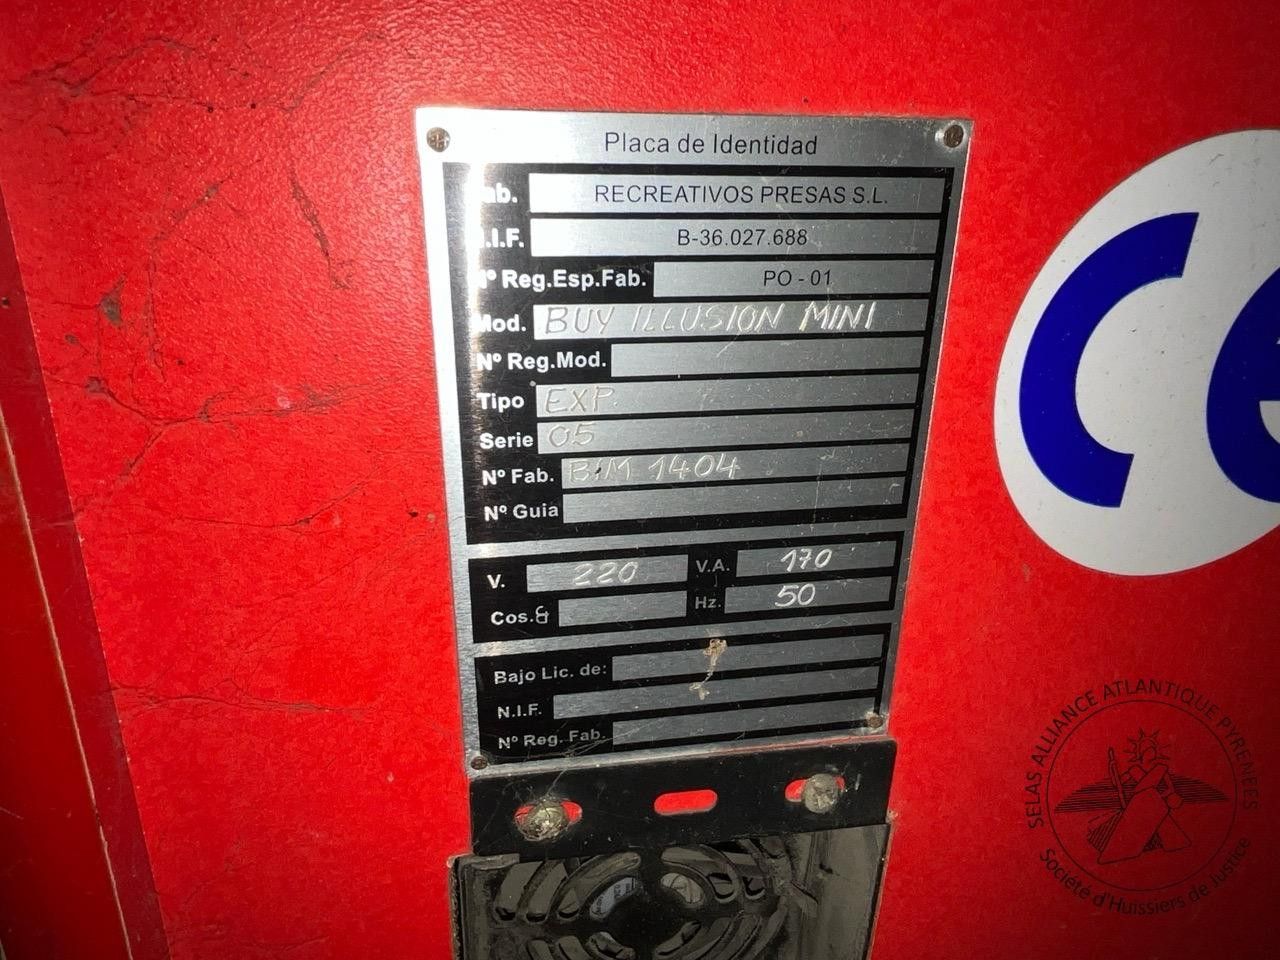 Placa de Identidad
Fab. RECREATIVOS PRESAS S.L.
N.I.F. B-36.027.688
Nº Reg.Esp.Fab. PO - 01
Mod. BUY ILLUSION MINI
Nº Reg.Mod.
Tipo EXP.
Serie 05
Nº Fab. BIM 1404
Nº Guia
V. 220 V.A. 170
Cos. Hz. 50
Bajo Lic. de:
N.I.F.
Nº Reg. Fab.
CE
SELAS ALLIANCE ATLANTIQUE PYRENEES
Société d'Huissiers de Justice